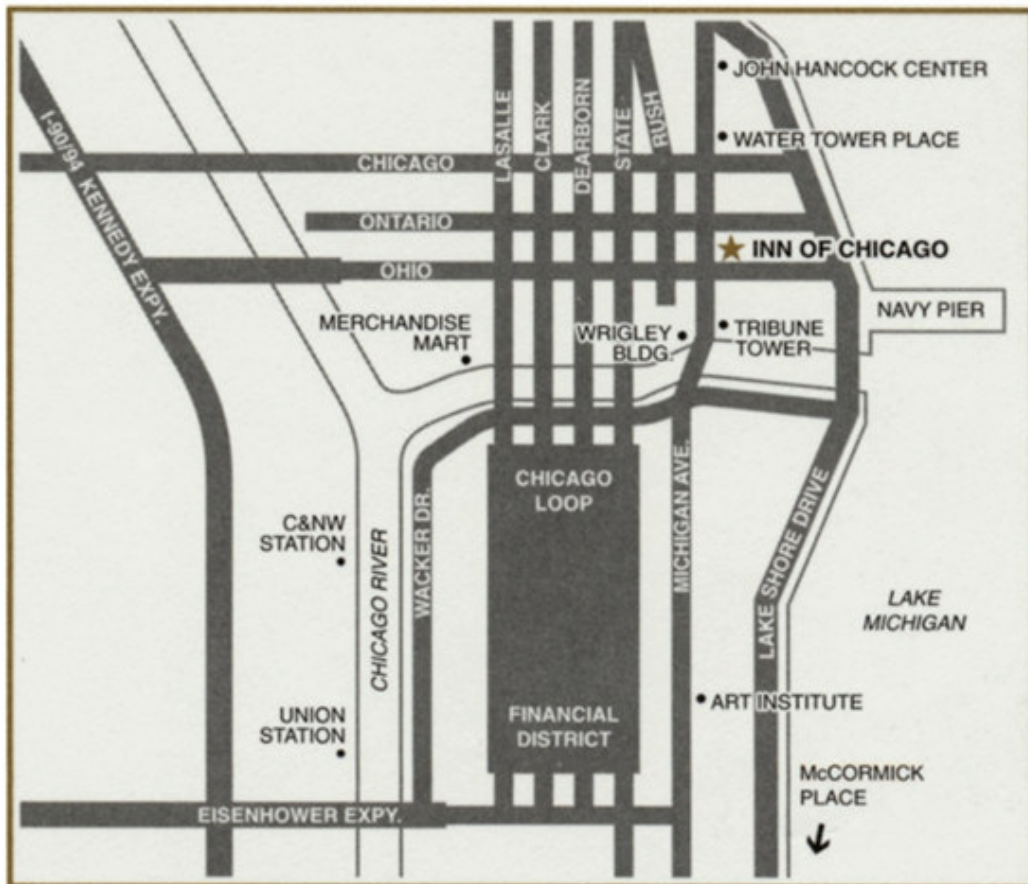 JOHN HANCOCK CENTER
LASALLE
CLARK
DEARBORN
STATE
RUSH
WATER TOWER PLACE
I-90/94 KENNEDY EXPY.
CHICAGO
ONTARIO
INN OF CHICAGO
OHIO
NAVY PIER
MERCHANDISE
MART
WRIGLEY
BLDG.
TRIBUNE
TOWER
CHICAGO
LOOP
C&NW
STATION
CHICAGO RIVER
WACKER DR.
MICHIGAN AVE.
LAKE SHORE DRIVE
LAKE
MICHIGAN
ART INSTITUTE
UNION
STATION
FINANCIAL
DISTRICT
McCORMICK
PLACE
EISENHOWER EXPY.